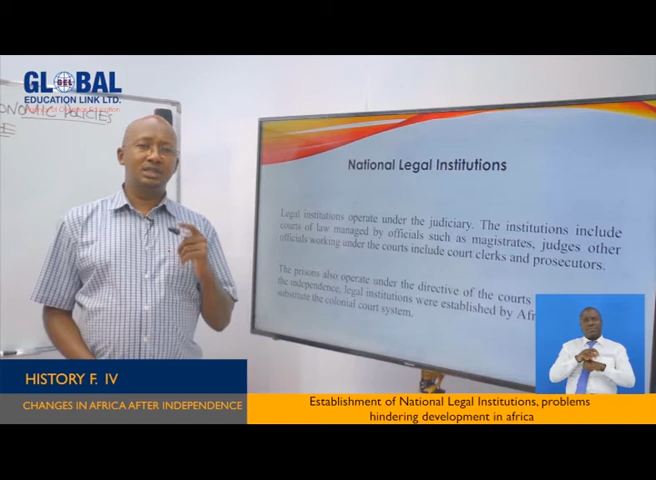 GLOBAL
GEL
EDUCATION LINK LTD.
ONOMIC POLICIES
E
National Legal Institutions
Legal institutions operate under the judiciary. The institutions include
courts of law managed by officials such as magistrates, judges other
officials working under the courts include court clerks and prosecutors.
The prisons also operate under the directive of the courts
the independence, legal institutions were established by Afr
substitute the colonial court system.
HISTORY F. IV
CHANGES IN AFRICA AFTER INDEPENDENCE
Establishment of National Legal Institutions, problems
hindering development in africa